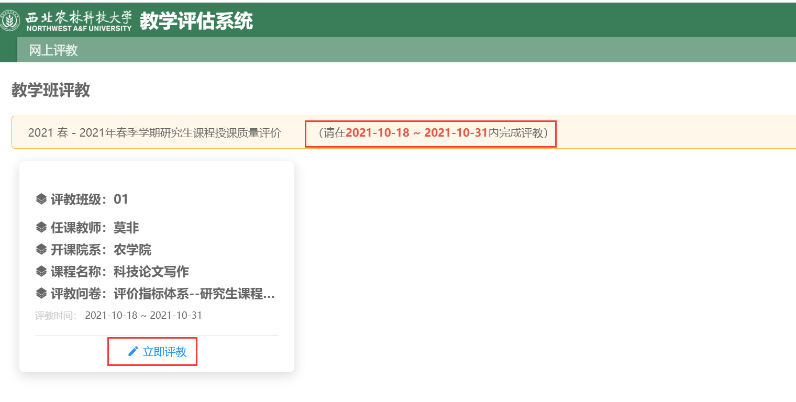 西北农林科技大学 教学评估系统
NORTHWEST A&F UNIVERSITY
网上评教
教学班评教
2021 春 - 2021年春季学期研究生课程授课质量评价 （请在2021-10-18 ~ 2021-10-31内完成评教）
评教班级：01
任课教师：莫非
开课院系：农学院
课程名称：科技论文写作
评教问卷：评价指标体系--研究生课程...
评教时间： 2021-10-18 ~ 2021-10-31
立即评教